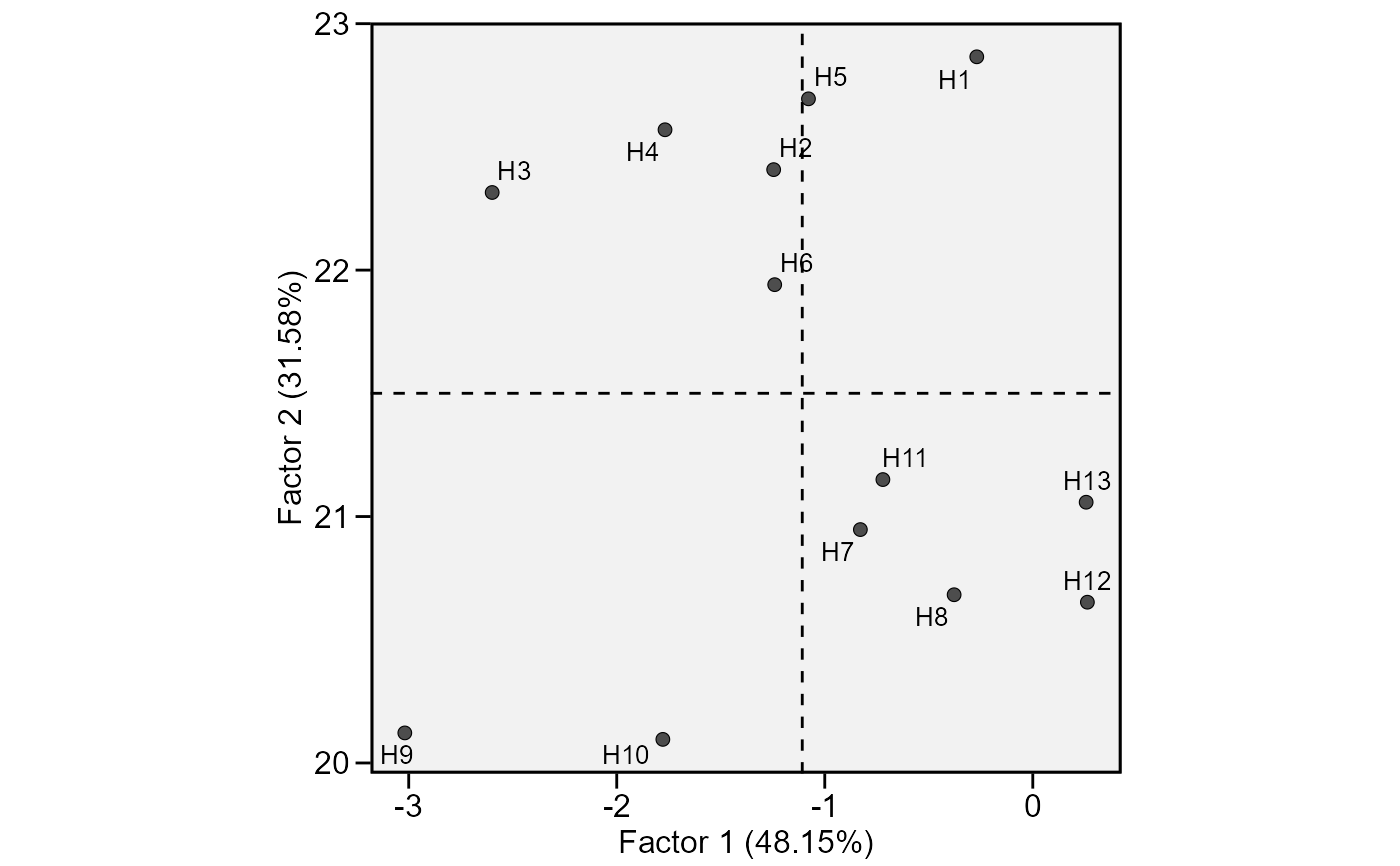 23
H5
H1
H4
H2
H3
22
H6
Factor 2 (31.58%)
H11
H13
21
H7
H12
H8
H9
H10
20
-3
-2
-1
0
Factor 1 (48.15%)